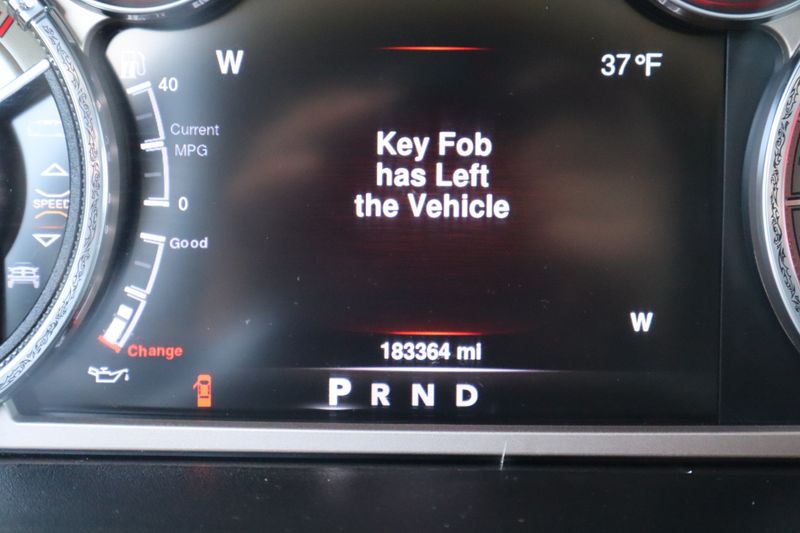 W
37°F
40
Current
MPG
0
Key Fob
has Left
the Vehicle
SPEED
Good
W
Change
183364 mi
P R N D